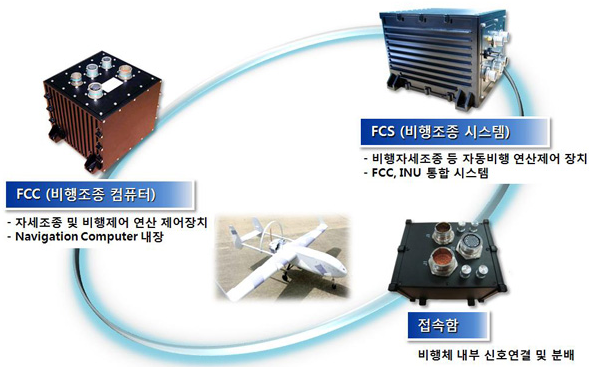 FCS (비행조종 시스템)
- 비행자세조종 등 자동비행 연산제어 장치
- FCC, INU 통합 시스템
FCC (비행조종 컴퓨터)
- 자세조종 및 비행제어 연산 제어장치
- Navigation Computer 내장
접속함
비행체 내부 신호연결 및 분배